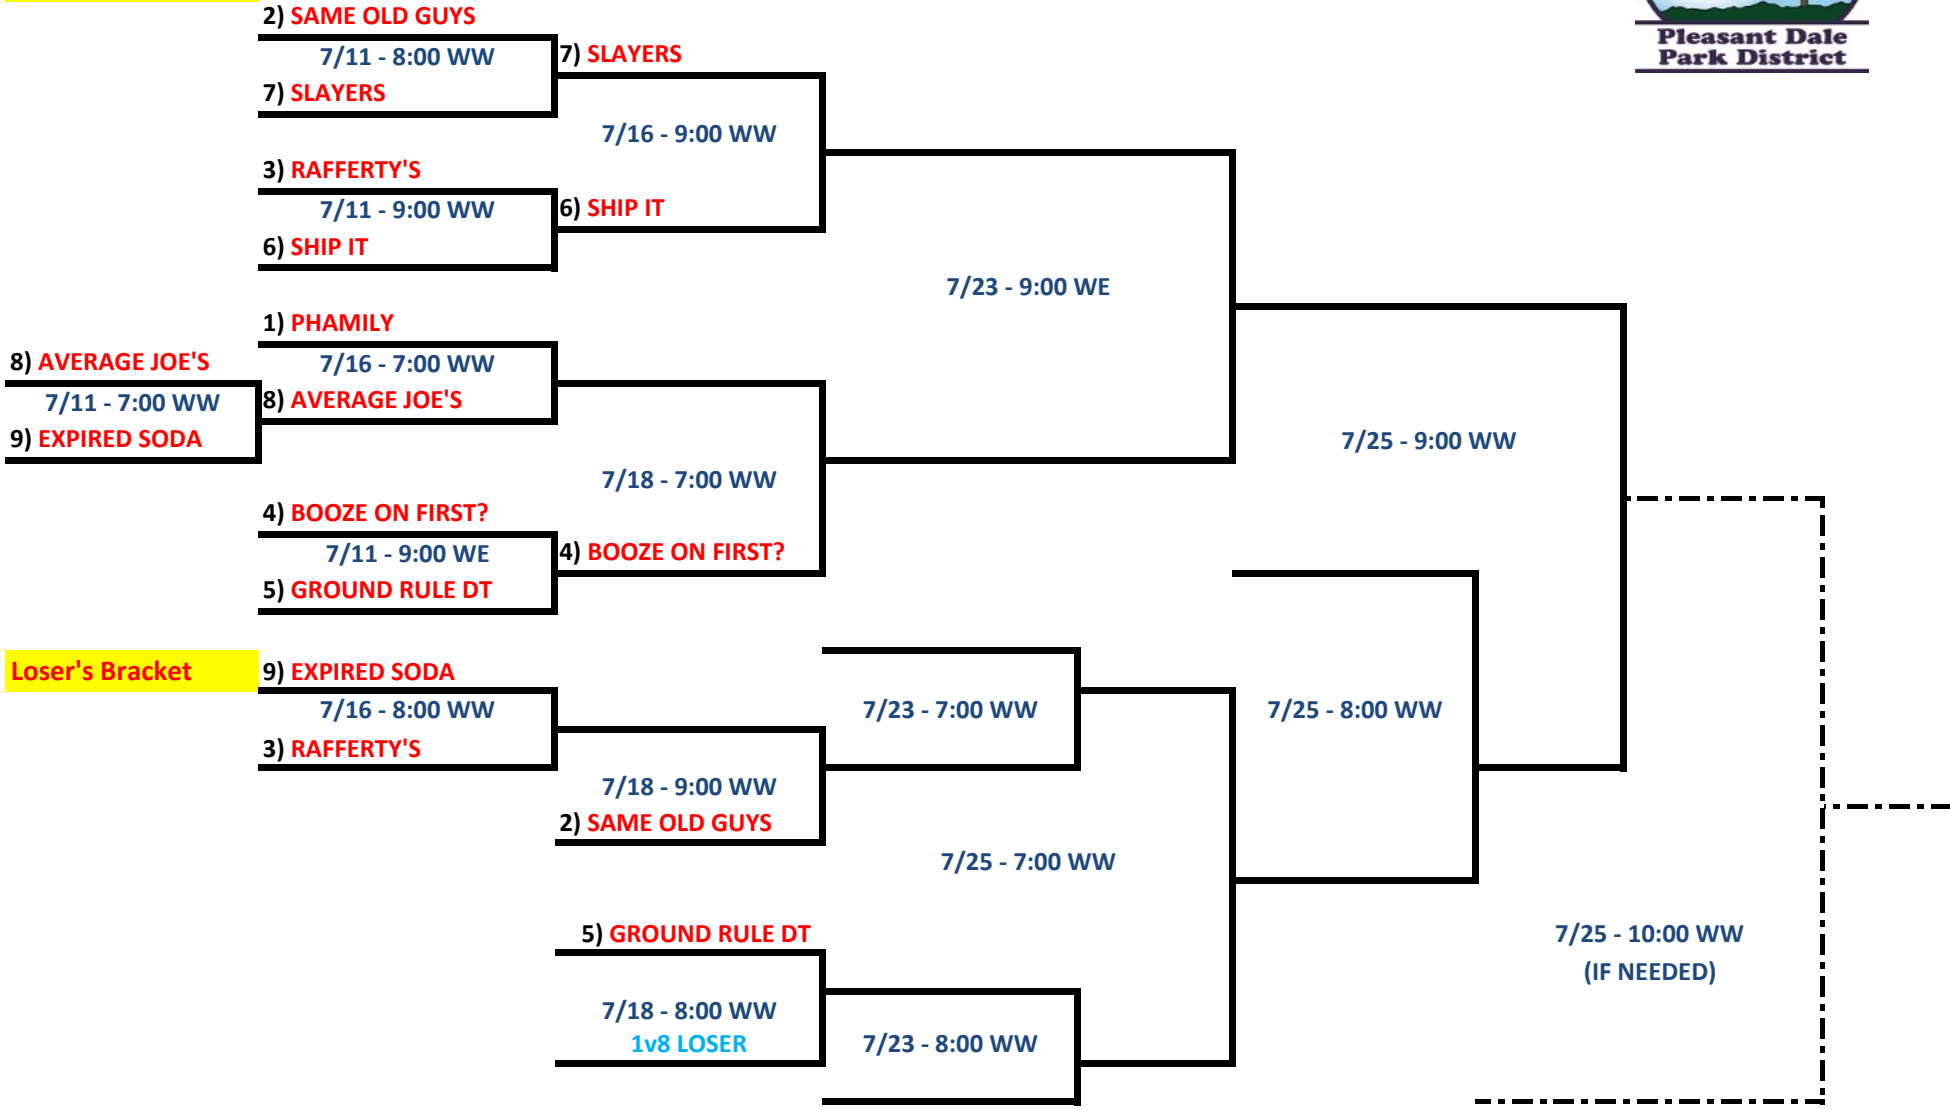 2) SAME OLD GUYS
7/11 - 8:00 WW
7) SLAYERS
7) SLAYERS
Pleasant Dale
Park District
7/16 - 9:00 WW
3) RAFFERTY'S
7/11 - 9:00 WW
6) SHIP IT
6) SHIP IT
7/23 - 9:00 WE
1) PHAMILY
8) AVERAGE JOE'S
7/16 - 7:00 WW
7/11 - 7:00 WW
8) AVERAGE JOE'S
9) EXPIRED SODA
7/25 - 9:00 WW
7/18 - 7:00 WW
4) BOOZE ON FIRST?
7/11 - 9:00 WE
4) BOOZE ON FIRST?
5) GROUND RULE DT
Loser's Bracket
9) EXPIRED SODA
7/16 - 8:00 WW
7/23 - 7:00 WW
7/25 - 8:00 WW
3) RAFFERTY'S
7/18 - 9:00 WW
2) SAME OLD GUYS
7/25 - 7:00 WW
5) GROUND RULE DT
7/25 - 10:00 WW
(IF NEEDED)
7/18 - 8:00 WW
1v8 LOSER
7/23 - 8:00 WW